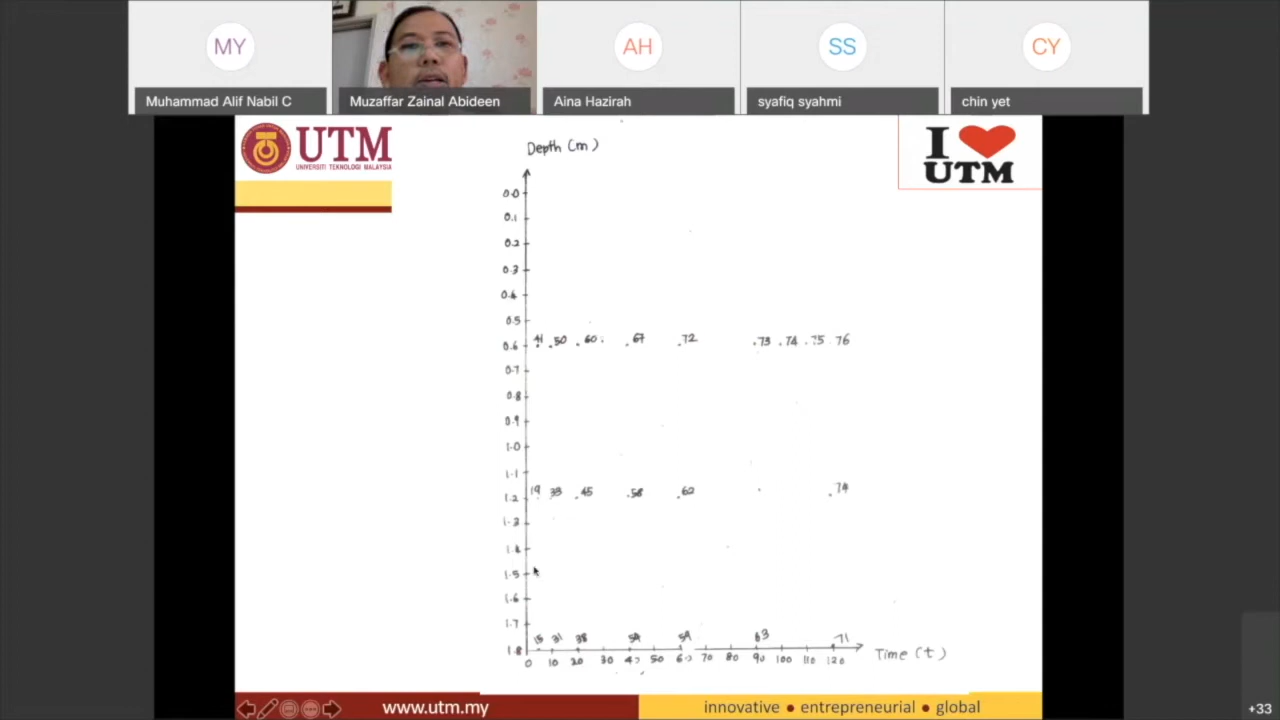 MY
AH
SS
CY
Muhammad Alif Nabil C
Muzaffar Zainal Abideen
Aina Hazirah
syafiq syahmi
chin yet
UTM
UNIVERSITI TEKNOLOGI MALAYSIA
I
UTM
Depth (m)
0.0
0.1
0.2
0.3
0.4
0.5
41 50 60 67 72 73 74 75 76
0.6
0.7
0.8
0.9
1.0
1.1
19 33 45 56 62 74
1.2
1.3
1.4
1.5
1.6
1.7
15 31 38 54 59 63 71
1.8
0 10 20 30 40 50 60 70 80 90 100 110 120
Time (t)
www.utm.my
innovative ● entrepreneurial ● global
+33